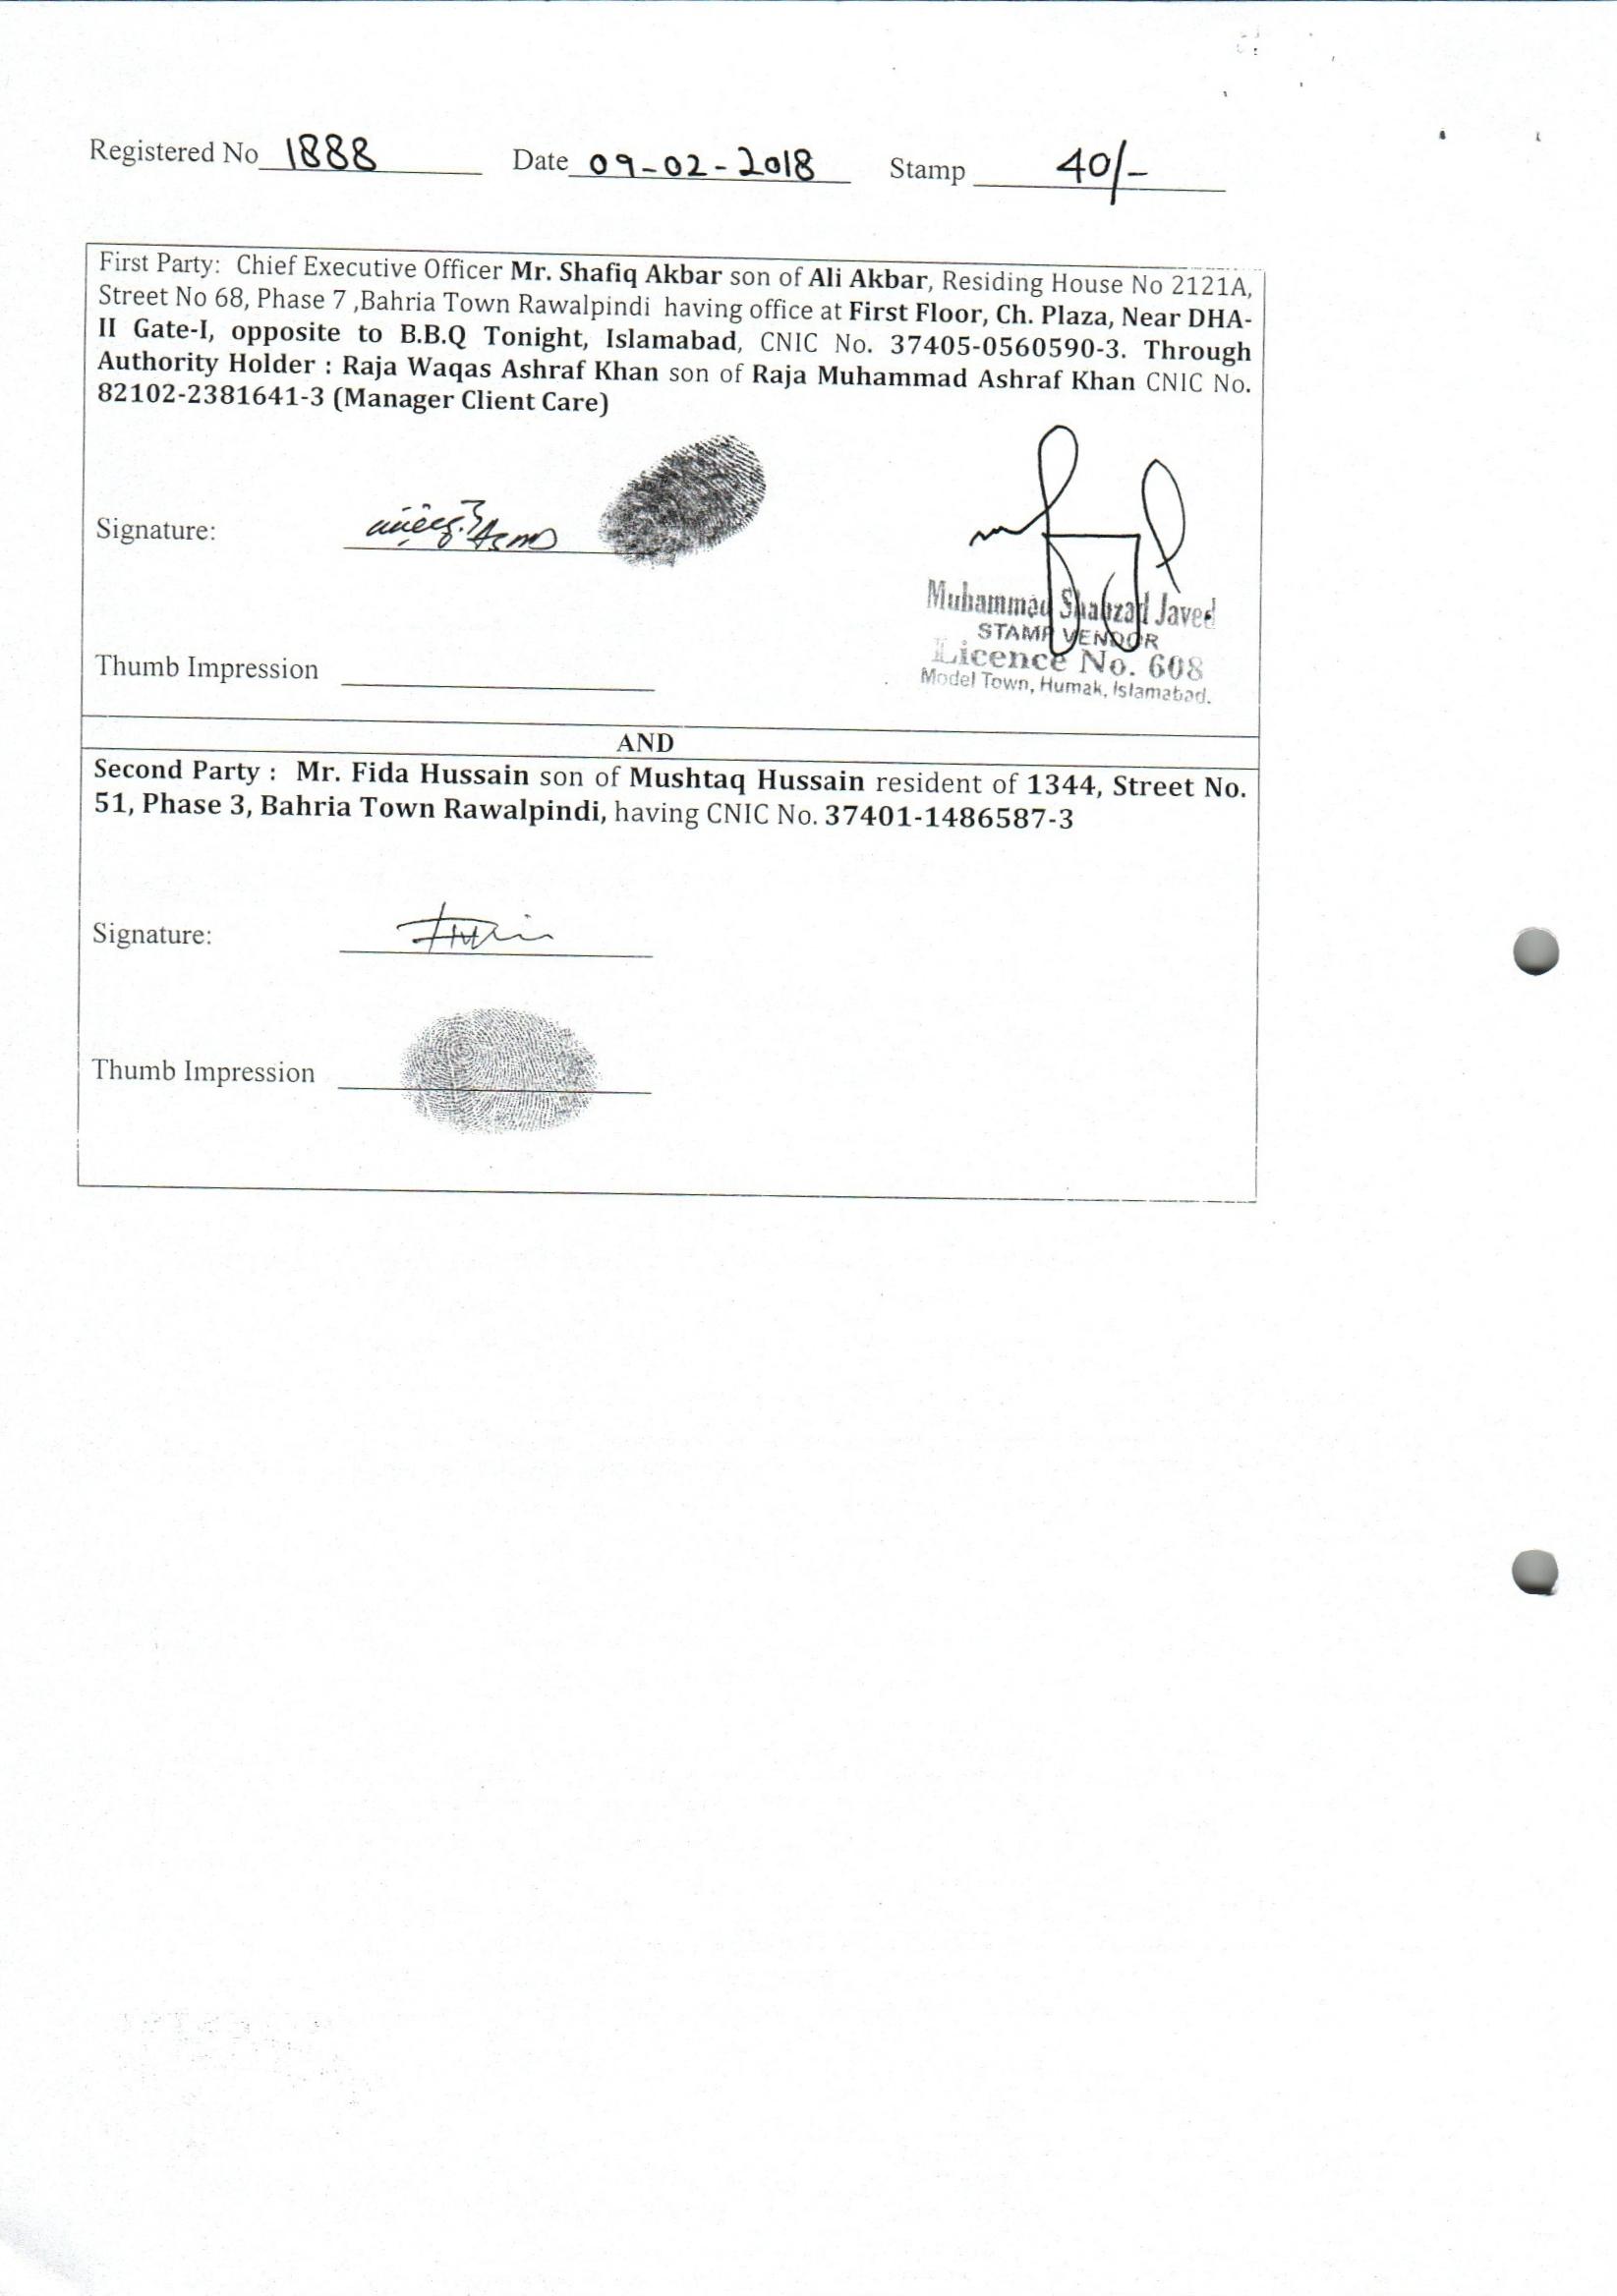 Registered No 1888 Date 09-02-2018 Stamp 40/-
First Party: Chief Executive Officer Mr. Shafiq Akbar son of Ali Akbar, Residing House No 2121A,
Street No 68, Phase 7 ,Bahria Town Rawalpindi having office at First Floor, Ch. Plaza, Near DHA-
II Gate-I, opposite to B.B.Q Tonight, Islamabad, CNIC No. 37405-0560590-3. Through
Authority Holder : Raja Waqas Ashraf Khan son of Raja Muhammad Ashraf Khan CNIC No.
82102-2381641-3 (Manager Client Care)
Signature:
Muhammad Shahzad Javed
STAMP VENDOR
Licence No. 608
Model Town, Humak, Islamabad.
Thumb Impression
AND
Second Party : Mr. Fida Hussain son of Mushtaq Hussain resident of 1344, Street No.
51, Phase 3, Bahria Town Rawalpindi, having CNIC No. 37401-1486587-3
Signature:
Thumb Impression